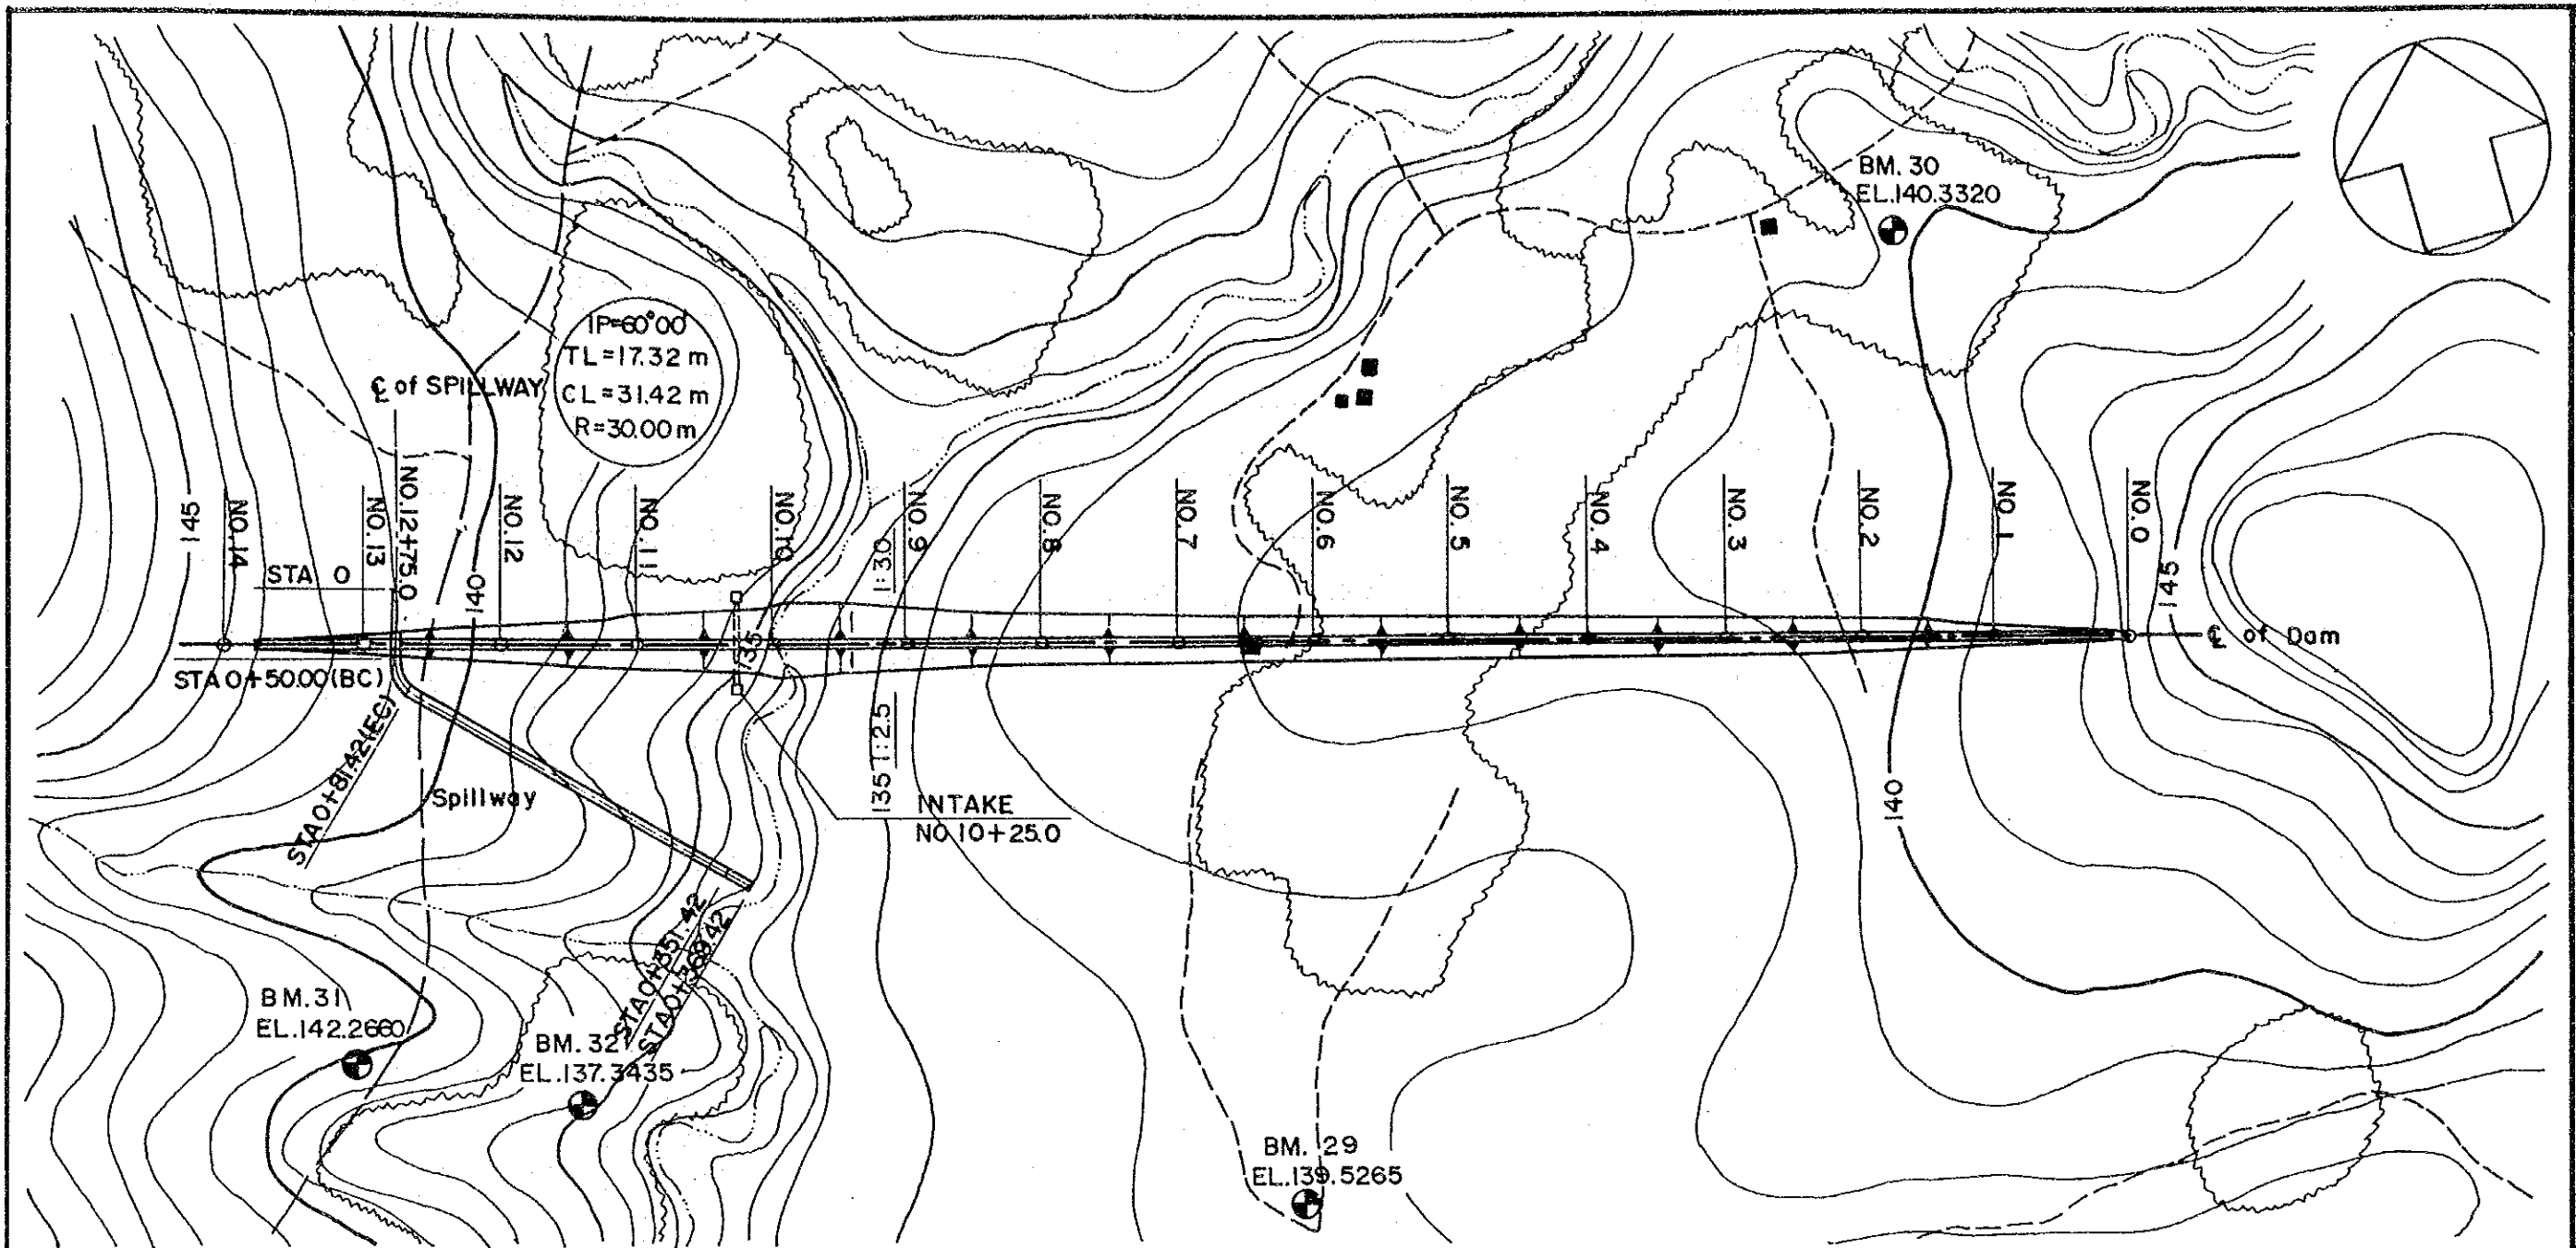 BM. 30
EL.140.3320
IP=60°00'
TL=17.32 m
CL=31.42 m
R=30.00 m
℄ of SPILLWAY
145
NO.14
NO.13
NO.12+75.0
NO.12
NO.11
NO.10
1:3.0
NO.9
NO.8
NO.7
NO.6
NO.5
NO.4
NO.3
NO.2
NO.1
NO.0
145
STA 0
140
135
℄ of Dam
STA 0+50.00(BC)
STA 0+81.42(EC)
Spillway
135
1:2.5
INTAKE
NO.10+25.0
140
STA 0+351.42
STA 0+368.42
BM.31
EL.142.2660
BM. 32
EL.137.3435
BM. 29
EL.139.5265